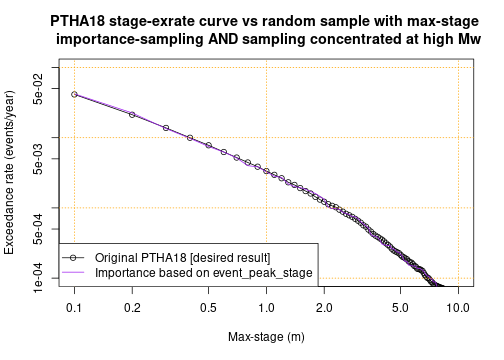 PTHA18 stage-exrate curve vs random sample with max-stage
importance-sampling AND sampling concentrated at high Mw
Exceedance rate (events/year)
5e-02
5e-03
5e-04
1e-04
Original PTHA18 [desired result]
Importance based on event_peak_stage
0.1 0.2 0.5 1.0 2.0 5.0 10.0
Max-stage (m)